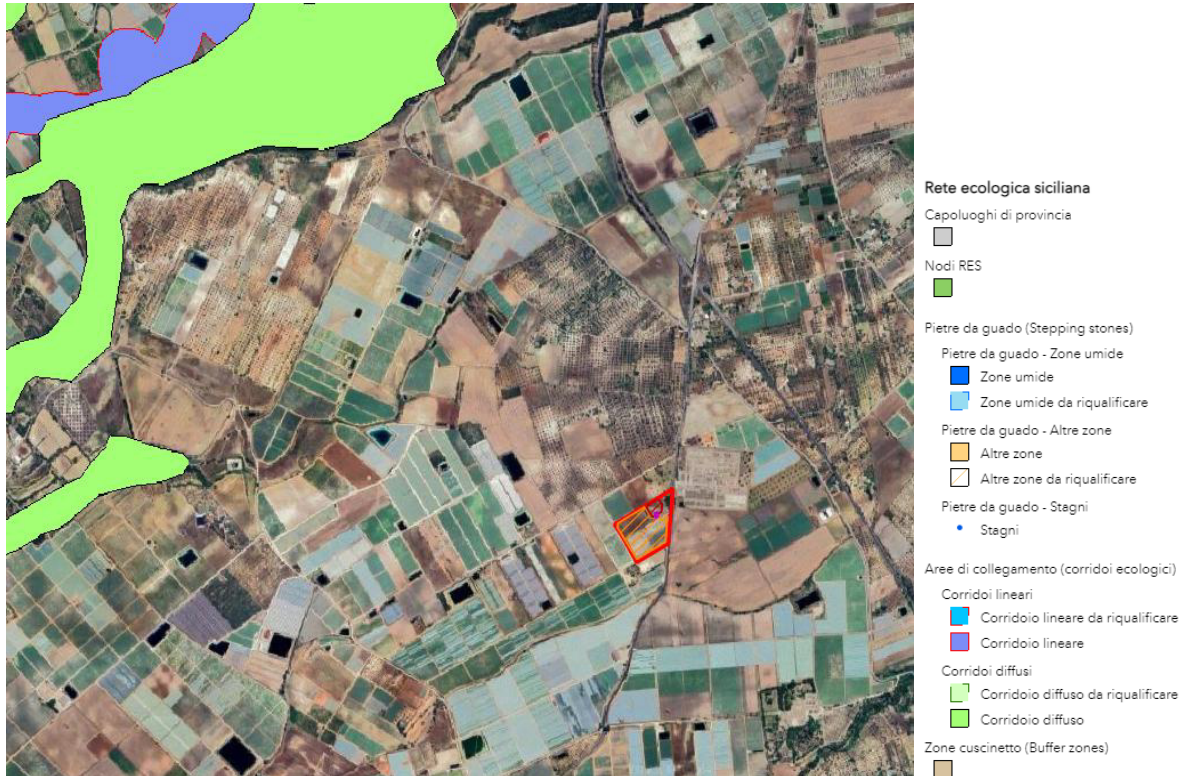 Rete ecologica siciliana
Capoluoghi di provincia
Nodi RES
Pietre da guado (Stepping stones)
Pietre da guado - Zone umide
Zone umide
Zone umide da riqualificare
Pietre da guado - Altre zone
Altre zone
Altre zone da riqualificare
Pietre da guado - Stagni
Stagni
Aree di collegamento (corridoi ecologici)
Corridoi lineari
Corridoio lineare da riqualificare
Corridoio lineare
Corridoi diffusi
Corridoio diffuso da riqualificare
Corridoio diffuso
Zone cuscinetto (Buffer zones)